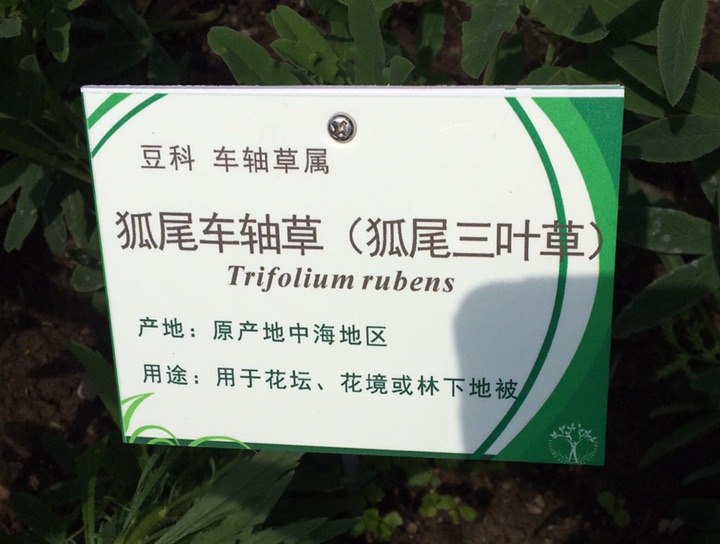 豆科 车轴草属
狐尾车轴草（狐尾三叶草）
Trifolium rubens
产地：原产地中海地区
用途：用于花坛、花境或林下地被